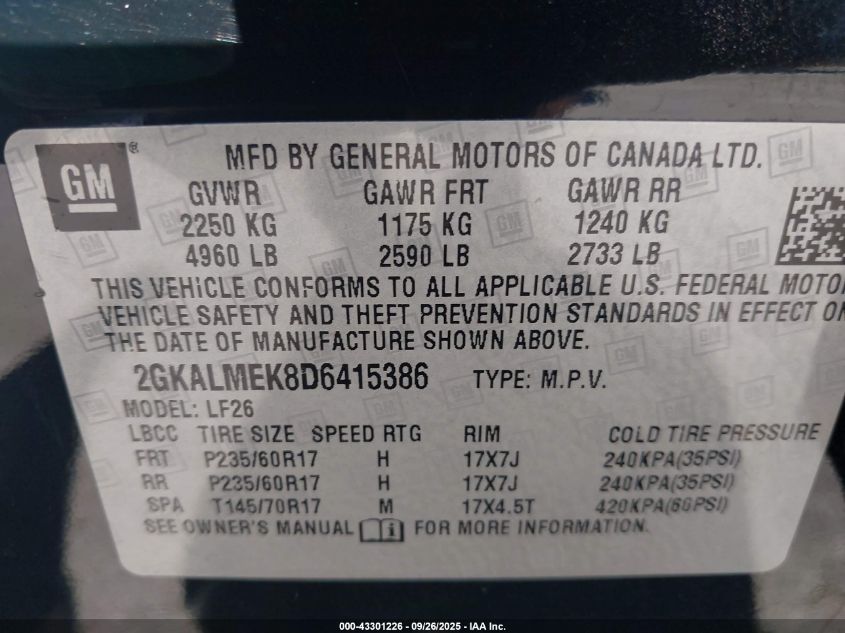 GM ® MFD BY GENERAL MOTORS OF CANADA LTD.
GVWR GAWR FRT GAWR RR
2250 KG 1175 KG 1240 KG
4960 LB 2590 LB 2733 LB
THIS VEHICLE CONFORMS TO ALL APPLICABLE U.S. FEDERAL MOTO
VEHICLE SAFETY AND THEFT PREVENTION STANDARDS IN EFFECT ON
THE DATE OF MANUFACTURE SHOWN ABOVE.
2GKALMEK8D6415386 TYPE: M.P.V.
MODEL: LF26
LBCC TIRE SIZE SPEED RTG RIM COLD TIRE PRESSURE
FRT P235/60R17 H 17X7J 240KPA(35PSI)
RR P235/60R17 H 17X7J 240KPA(35PSI)
SPA T145/70R17 M 17X4.5T 420KPA(60PSI)
SEE OWNER'S MANUAL FOR MORE INFORMATION.
000-43301226 - 09/26/2025 - IAA Inc.